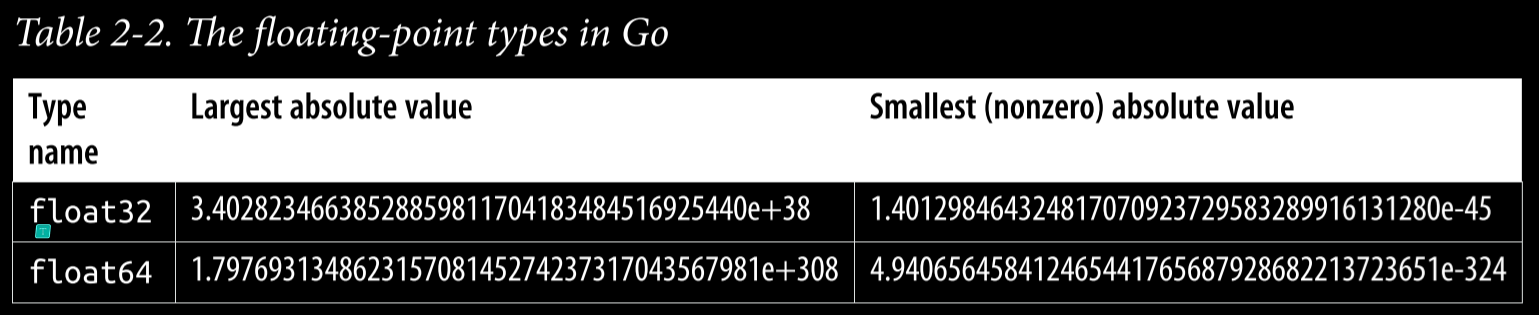 Table 2-2. The floating-point types in Go
Type name Largest absolute value Smallest (nonzero) absolute value
float32 3.40282346638528859811704183484516925440e+38 1.401298464324817070923729583289916131280e-45
float64 1.797693134862315708145274237317043567981e+308 4.940656458412465441765687928682213723651e-324